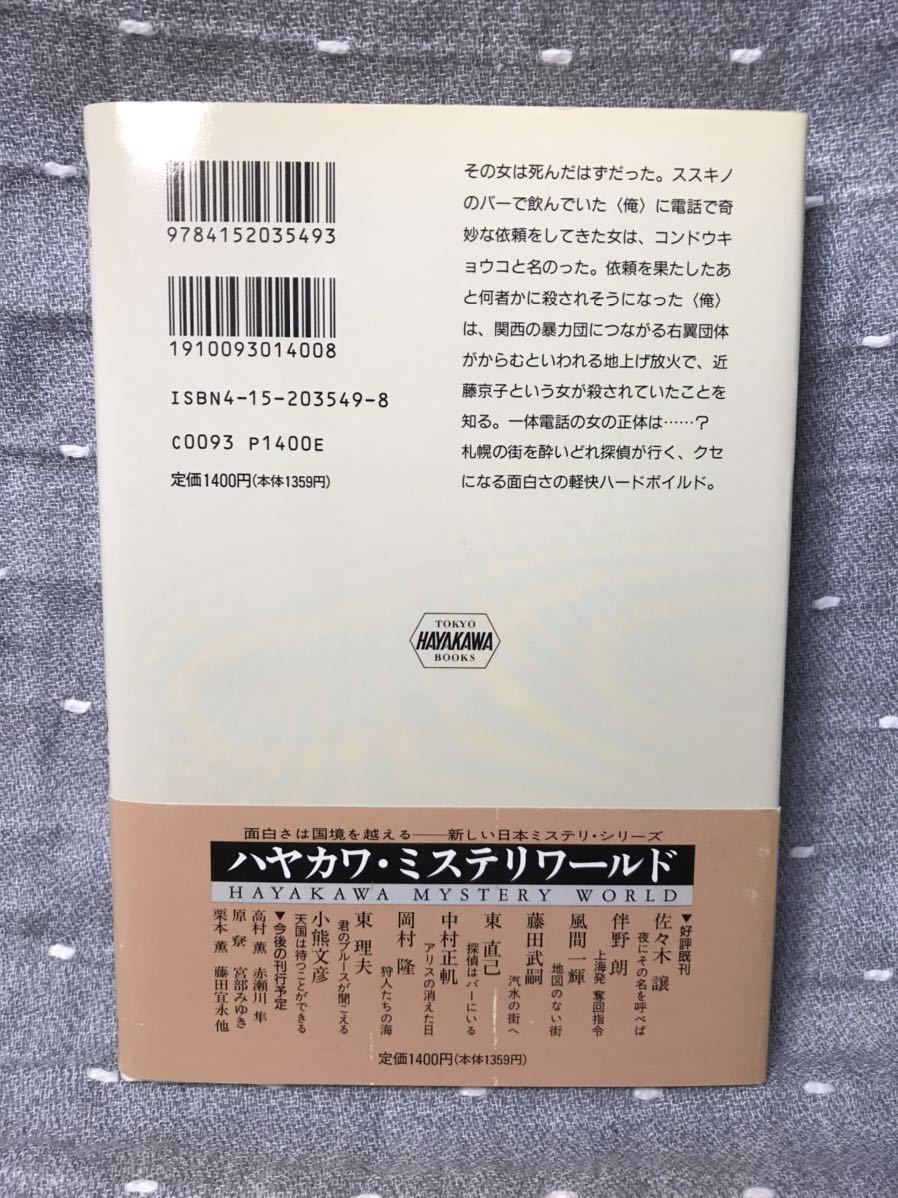 9784152035493
1910093014008
ISBN4-15-203549-8
C0093 P1400E
定価1400円(本体1359円)
その女は死んだはずだった。ススキノ
のバーで飲んでいた〈俺〉に電話で奇
妙な依頼をしてきた女は、コンドウキ
ョウコと名のった。依頼を果たしたあ
と何者かに殺されそうになった〈俺〉
は、関西の暴力団につながる右翼団体
がからむといわれる地上げ放火で、近
藤京子という女が殺されていたことを
知る。一体電話の女の正体は……?
札幌の街を酔いどれ探偵が行く、クセ
になる面白さの軽快ハードボイルド。
TOKYO
HAYAKAWA
BOOKS
面白さは国境を越える——新しい日本ミステリ・シリーズ
ハヤカワ・ミステリワールド
HAYAKAWA MYSTERY WORLD
▼好評既刊
佐々木 譲
夜にその名を呼べば
伴野 朗
上海発 奪回指令
風間一輝
地図のない街
藤田武嗣
汽水の街へ
東 直己
探偵はバーにいる
中村正䡄
アリスの消えた日
岡村 隆
狩人たちの海
東 理夫
君のブルースが聞こえる
小熊文彦
天国は待つことができる
▼今後の刊行予定
高村 薫 赤瀬川 隼
原 尞 宮部みゆき
栗本 薫 藤田宜永 他
定価1400円(本体1359円)